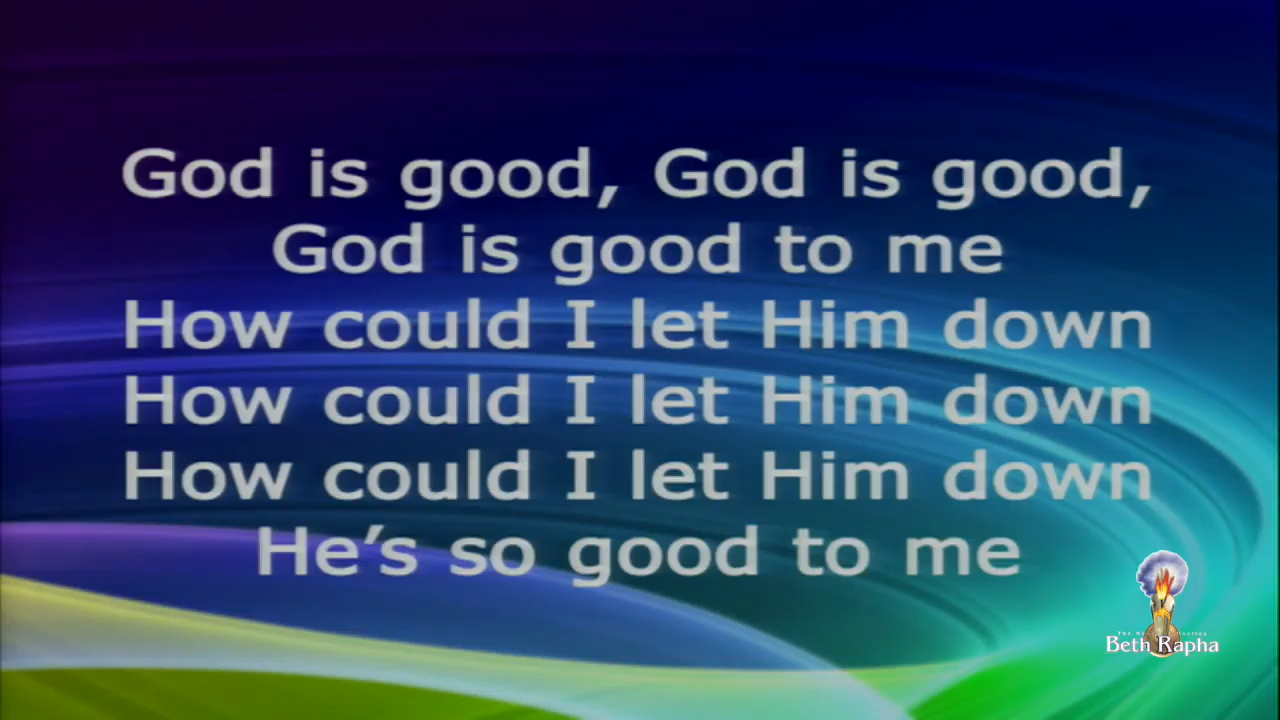 God is good, God is good,
God is good to me
How could I let Him down
How could I let Him down
How could I let Him down
He's so good to me
Beth Rapha